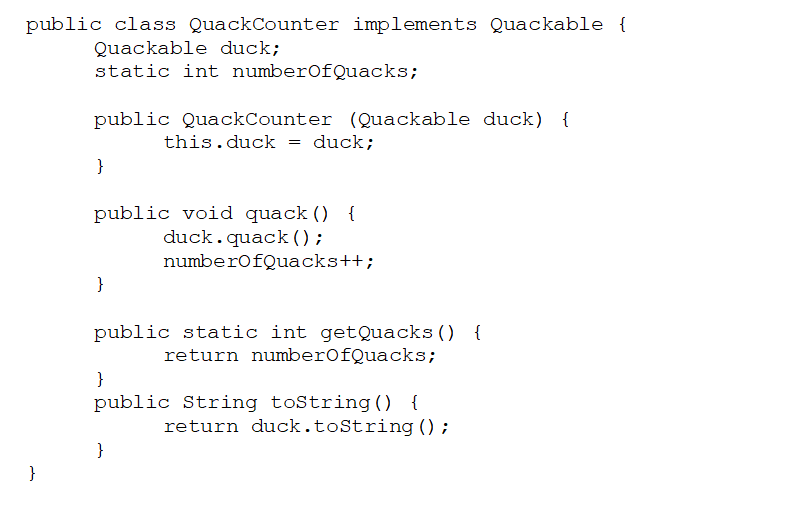 public class QuackCounter implements Quackable {
Quackable duck;
static int numberOfQuacks;
public QuackCounter (Quackable duck) {
this.duck = duck;
}
public void quack() {
duck.quack();
numberOfQuacks++;
}
public static int getQuacks() {
return numberOfQuacks;
}
public String toString() {
return duck.toString();
}
}